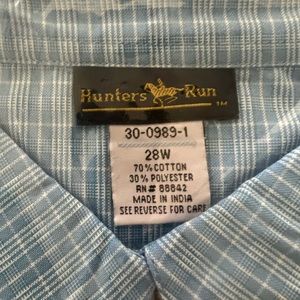 Hunters Run
TM
30-0989-1
28W
70% COTTON
30% POLYESTER
RN# 88842
MADE IN INDIA
SEE REVERSE FOR CARE